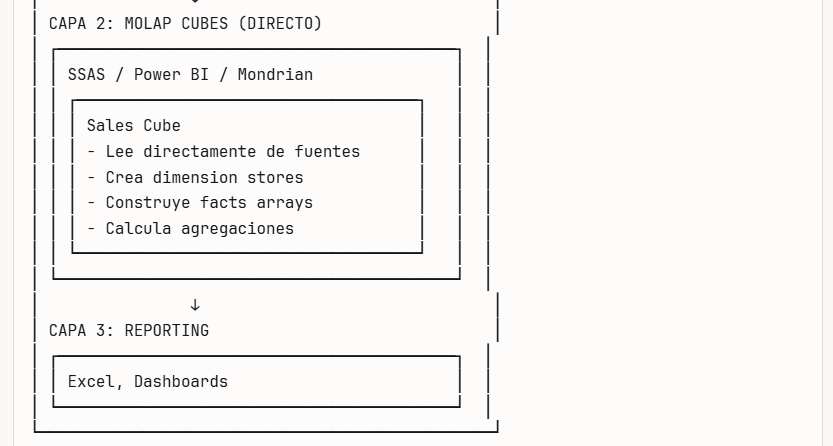 CAPA 2: MOLAP CUBES (DIRECTO)
SSAS / Power BI / Mondrian
Sales Cube
- Lee directamente de fuentes
- Crea dimension stores
- Construye facts arrays
- Calcula agregaciones
↓
CAPA 3: REPORTING
Excel, Dashboards